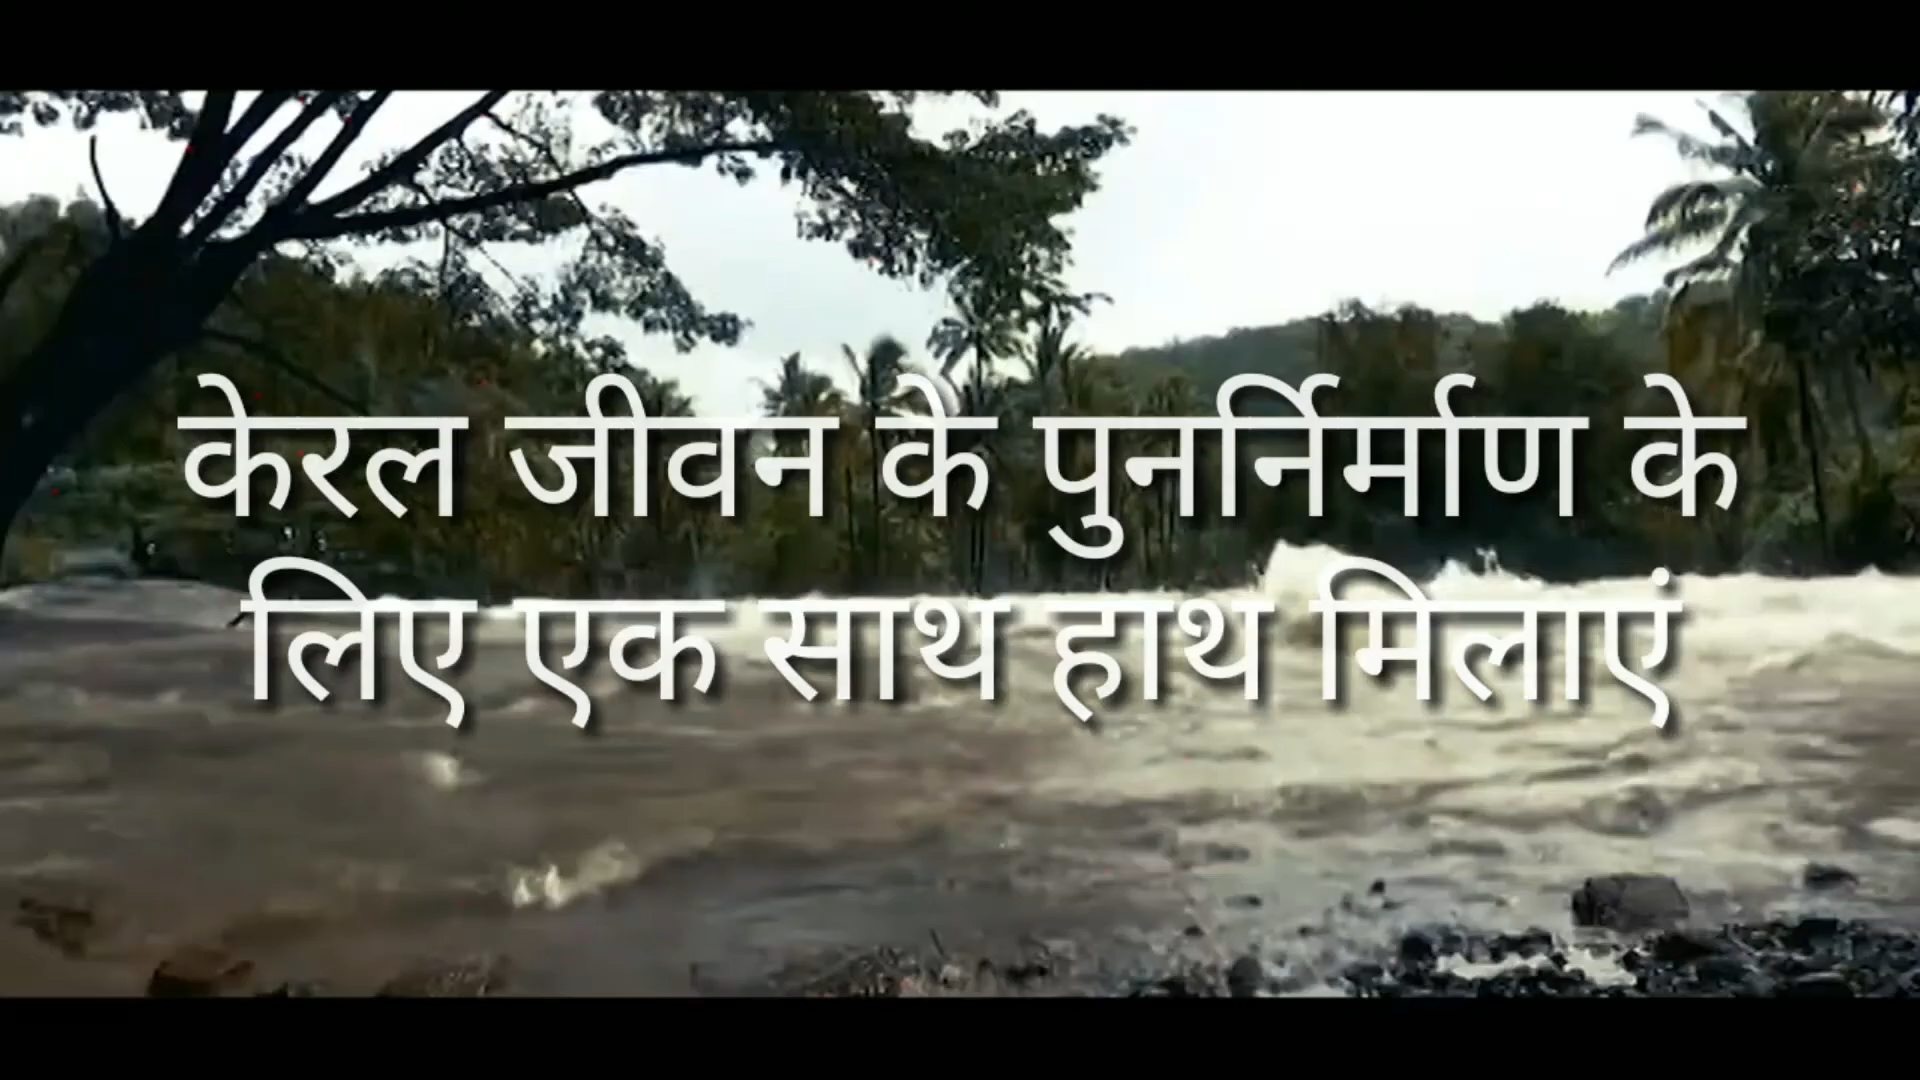 केरल जीवन के पुनर्निर्माण के
लिए एक साथ हाथ मिलाएं